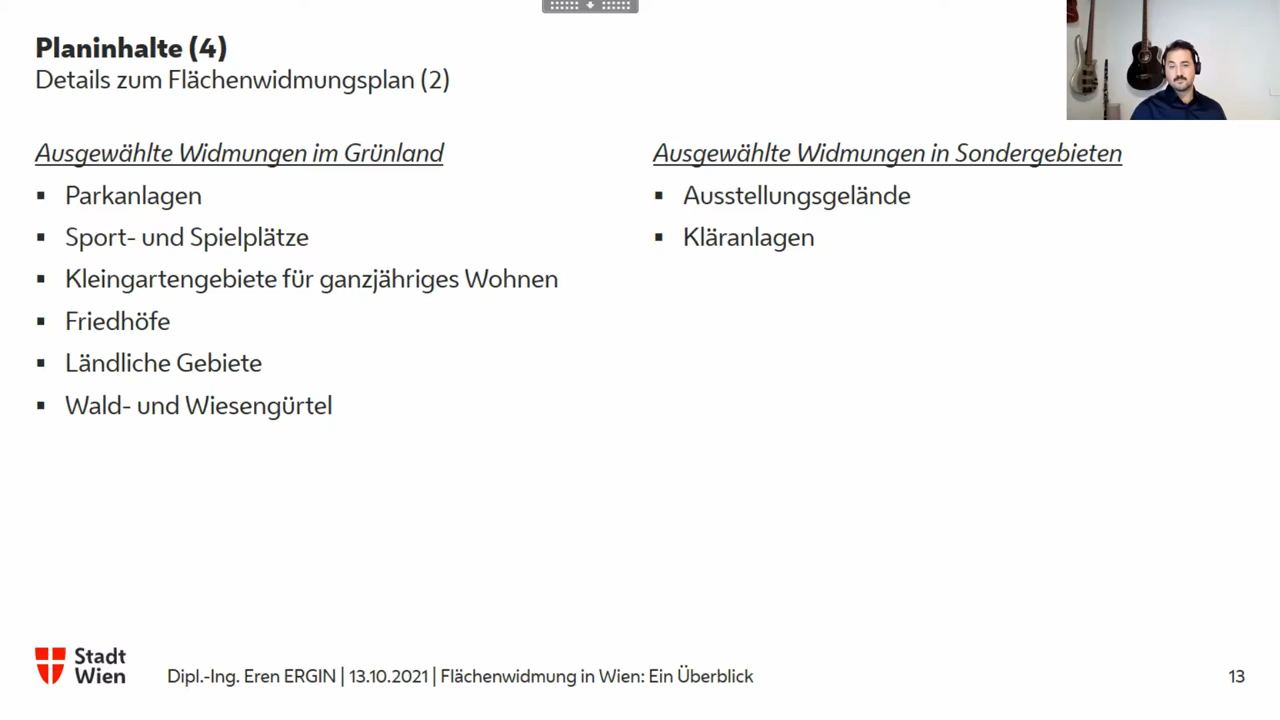 Planinhalte (4)
Details zum Flächenwidmungsplan (2)
Ausgewählte Widmungen im Grünland
▪ Parkanlagen
▪ Sport- und Spielplätze
▪ Kleingartengebiete für ganzjähriges Wohnen
▪ Friedhöfe
▪ Ländliche Gebiete
▪ Wald- und Wiesengürtel
Ausgewählte Widmungen in Sondergebieten
▪ Ausstellungsgelände
▪ Kläranlagen
Stadt
Wien
Dipl.-Ing. Eren ERGIN | 13.10.2021 | Flächenwidmung in Wien: Ein Überblick
13